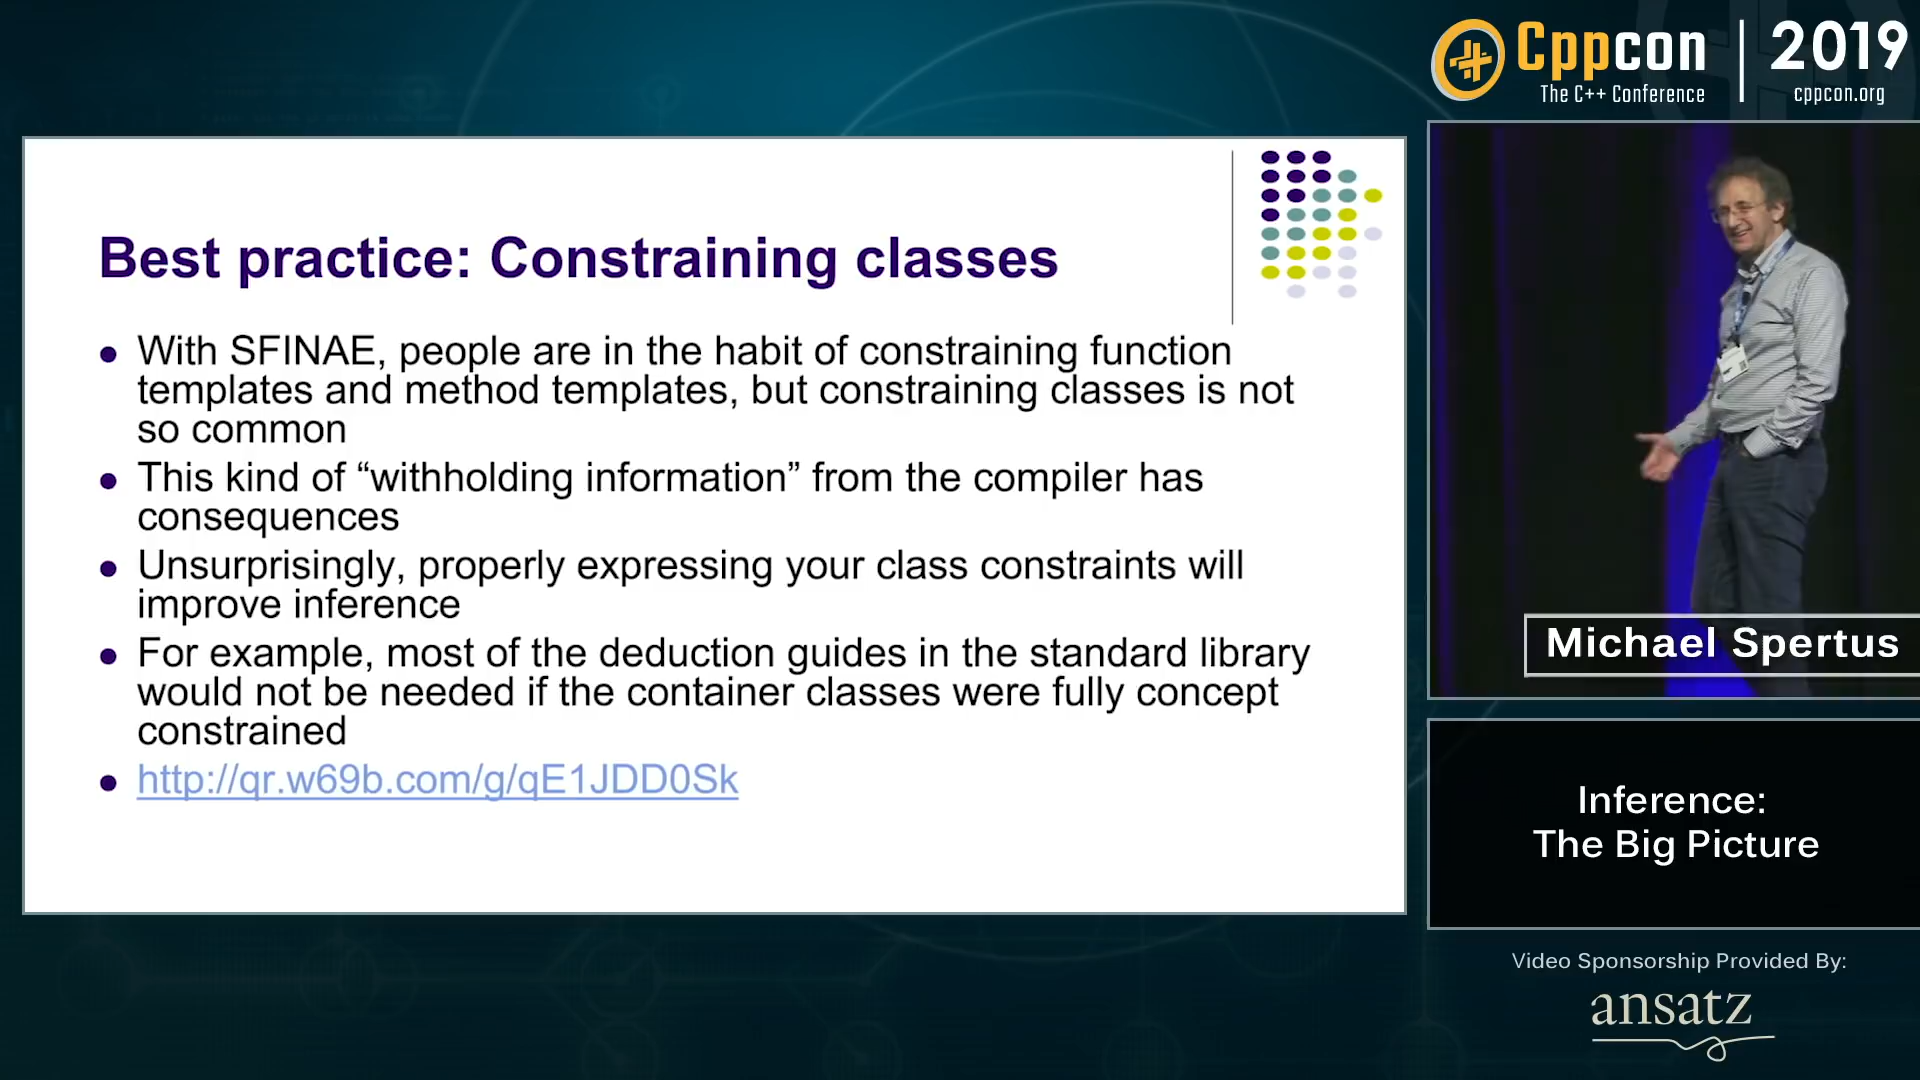 Cppcon
The C++ Conference
2019
cppcon.org
Best practice: Constraining classes
With SFINAE, people are in the habit of constraining function
templates and method templates, but constraining classes is not
so common
This kind of “withholding information” from the compiler has
consequences
Unsurprisingly, properly expressing your class constraints will
improve inference
For example, most of the deduction guides in the standard library
would not be needed if the container classes were fully concept
constrained
http://qr.w69b.com/g/qE1JDD0Sk
Michael Spertus
Inference:
The Big Picture
Video Sponsorship Provided By:
ansatz